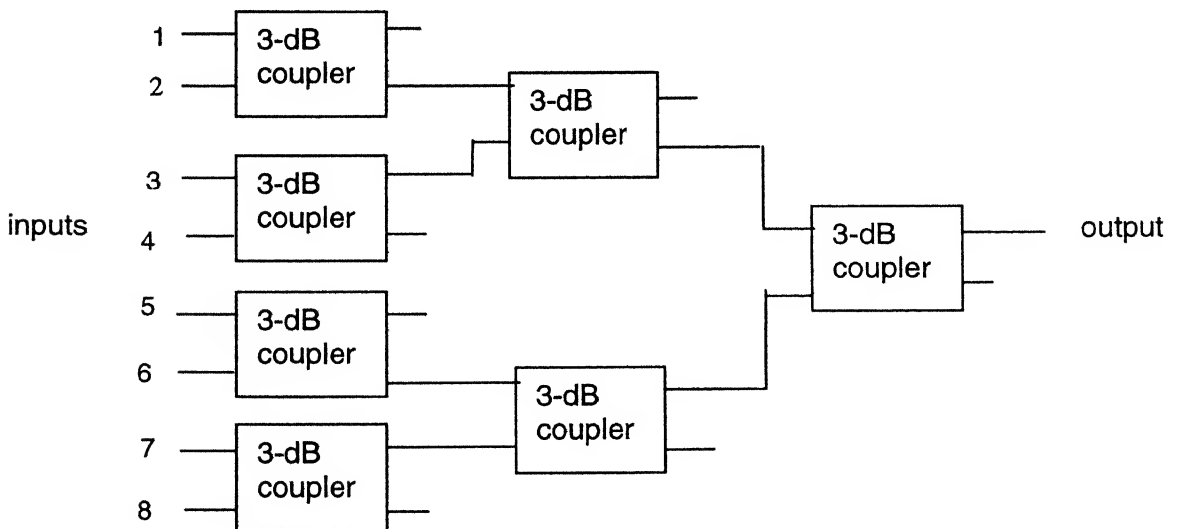 1
2
3-dB
coupler
3-dB
coupler
3
4
3-dB
coupler
inputs
3-dB
coupler
output
5
6
3-dB
coupler
3-dB
coupler
7
8
3-dB
coupler